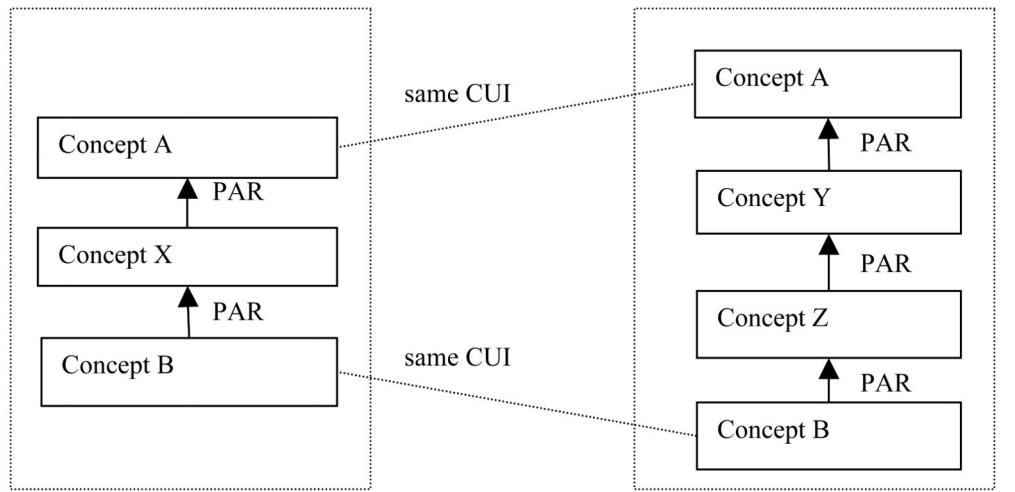 Concept A
PAR
Concept X
PAR
Concept B
same CUI
same CUI
Concept A
PAR
Concept Y
PAR
Concept Z
PAR
Concept B